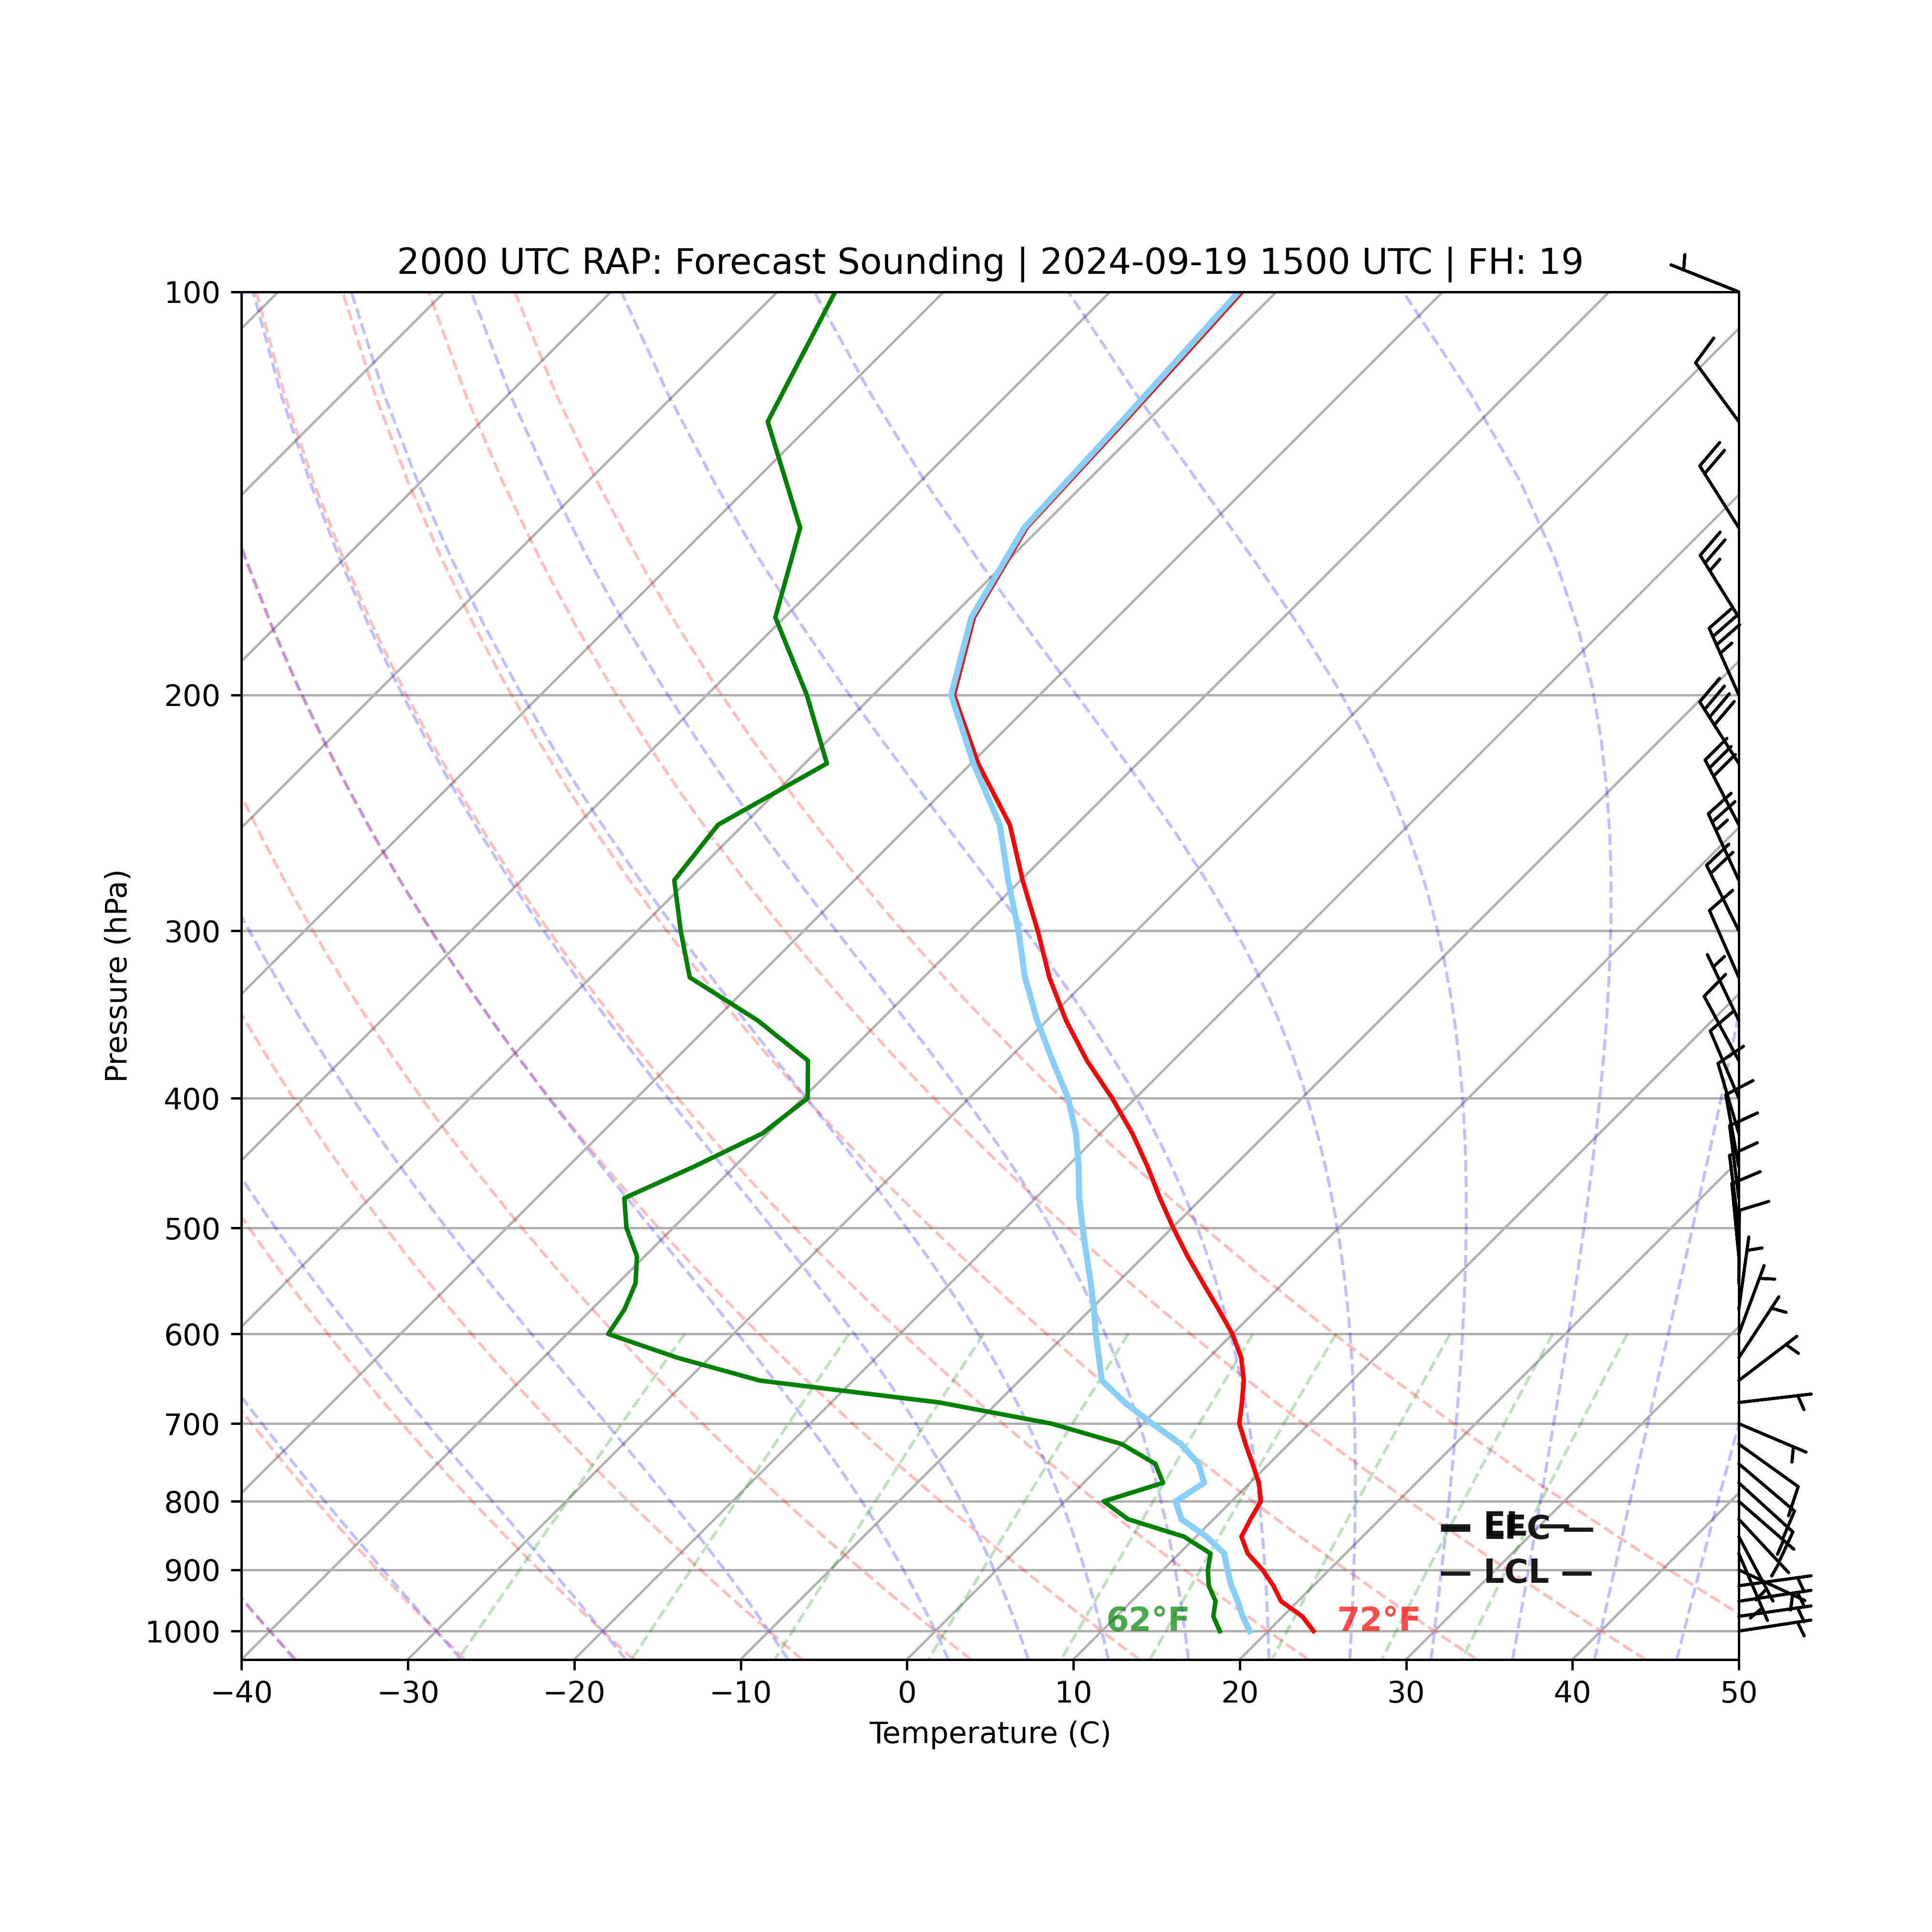 2000 UTC RAP: Forecast Sounding | 2024-09-19 1500 UTC | FH: 19
100
200
300
400
500
600
700
800
900
1000
Pressure (hPa)
— EL —
— LFC —
— LCL —
62°F
72°F
−40 −30 −20 −10 0 10 20 30 40 50
Temperature (C)